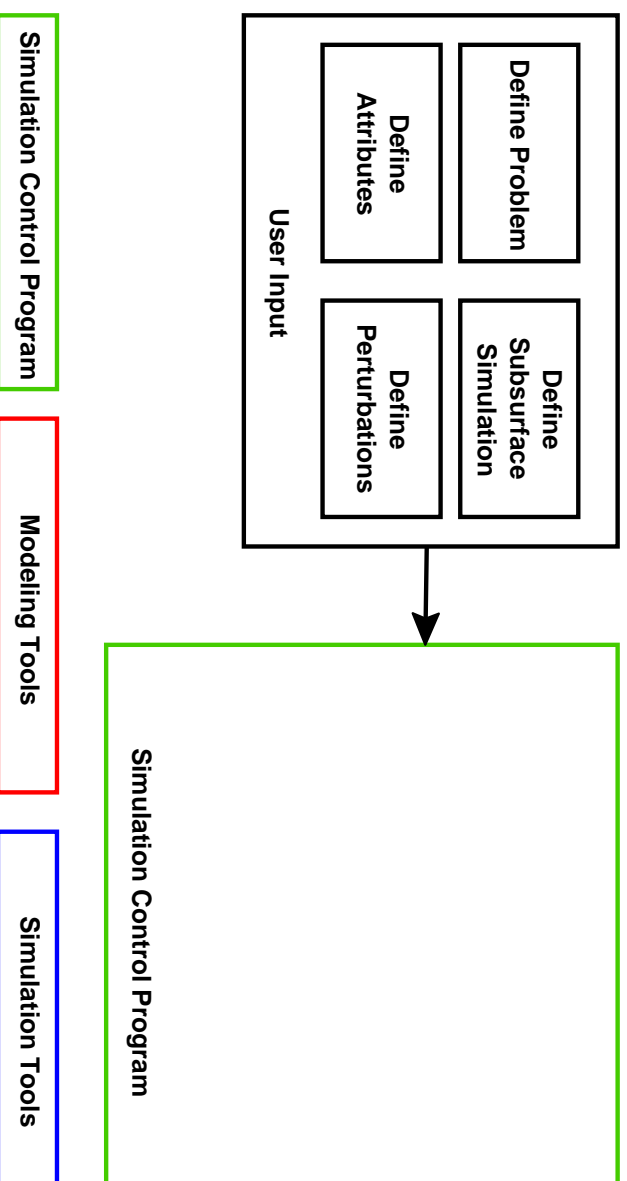 Define Problem
Define
Subsurface
Simulation
Define
Attributes
Define
Perturbations
User Input
Simulation Control Program
Simulation Control Program
Modeling Tools
Simulation Tools